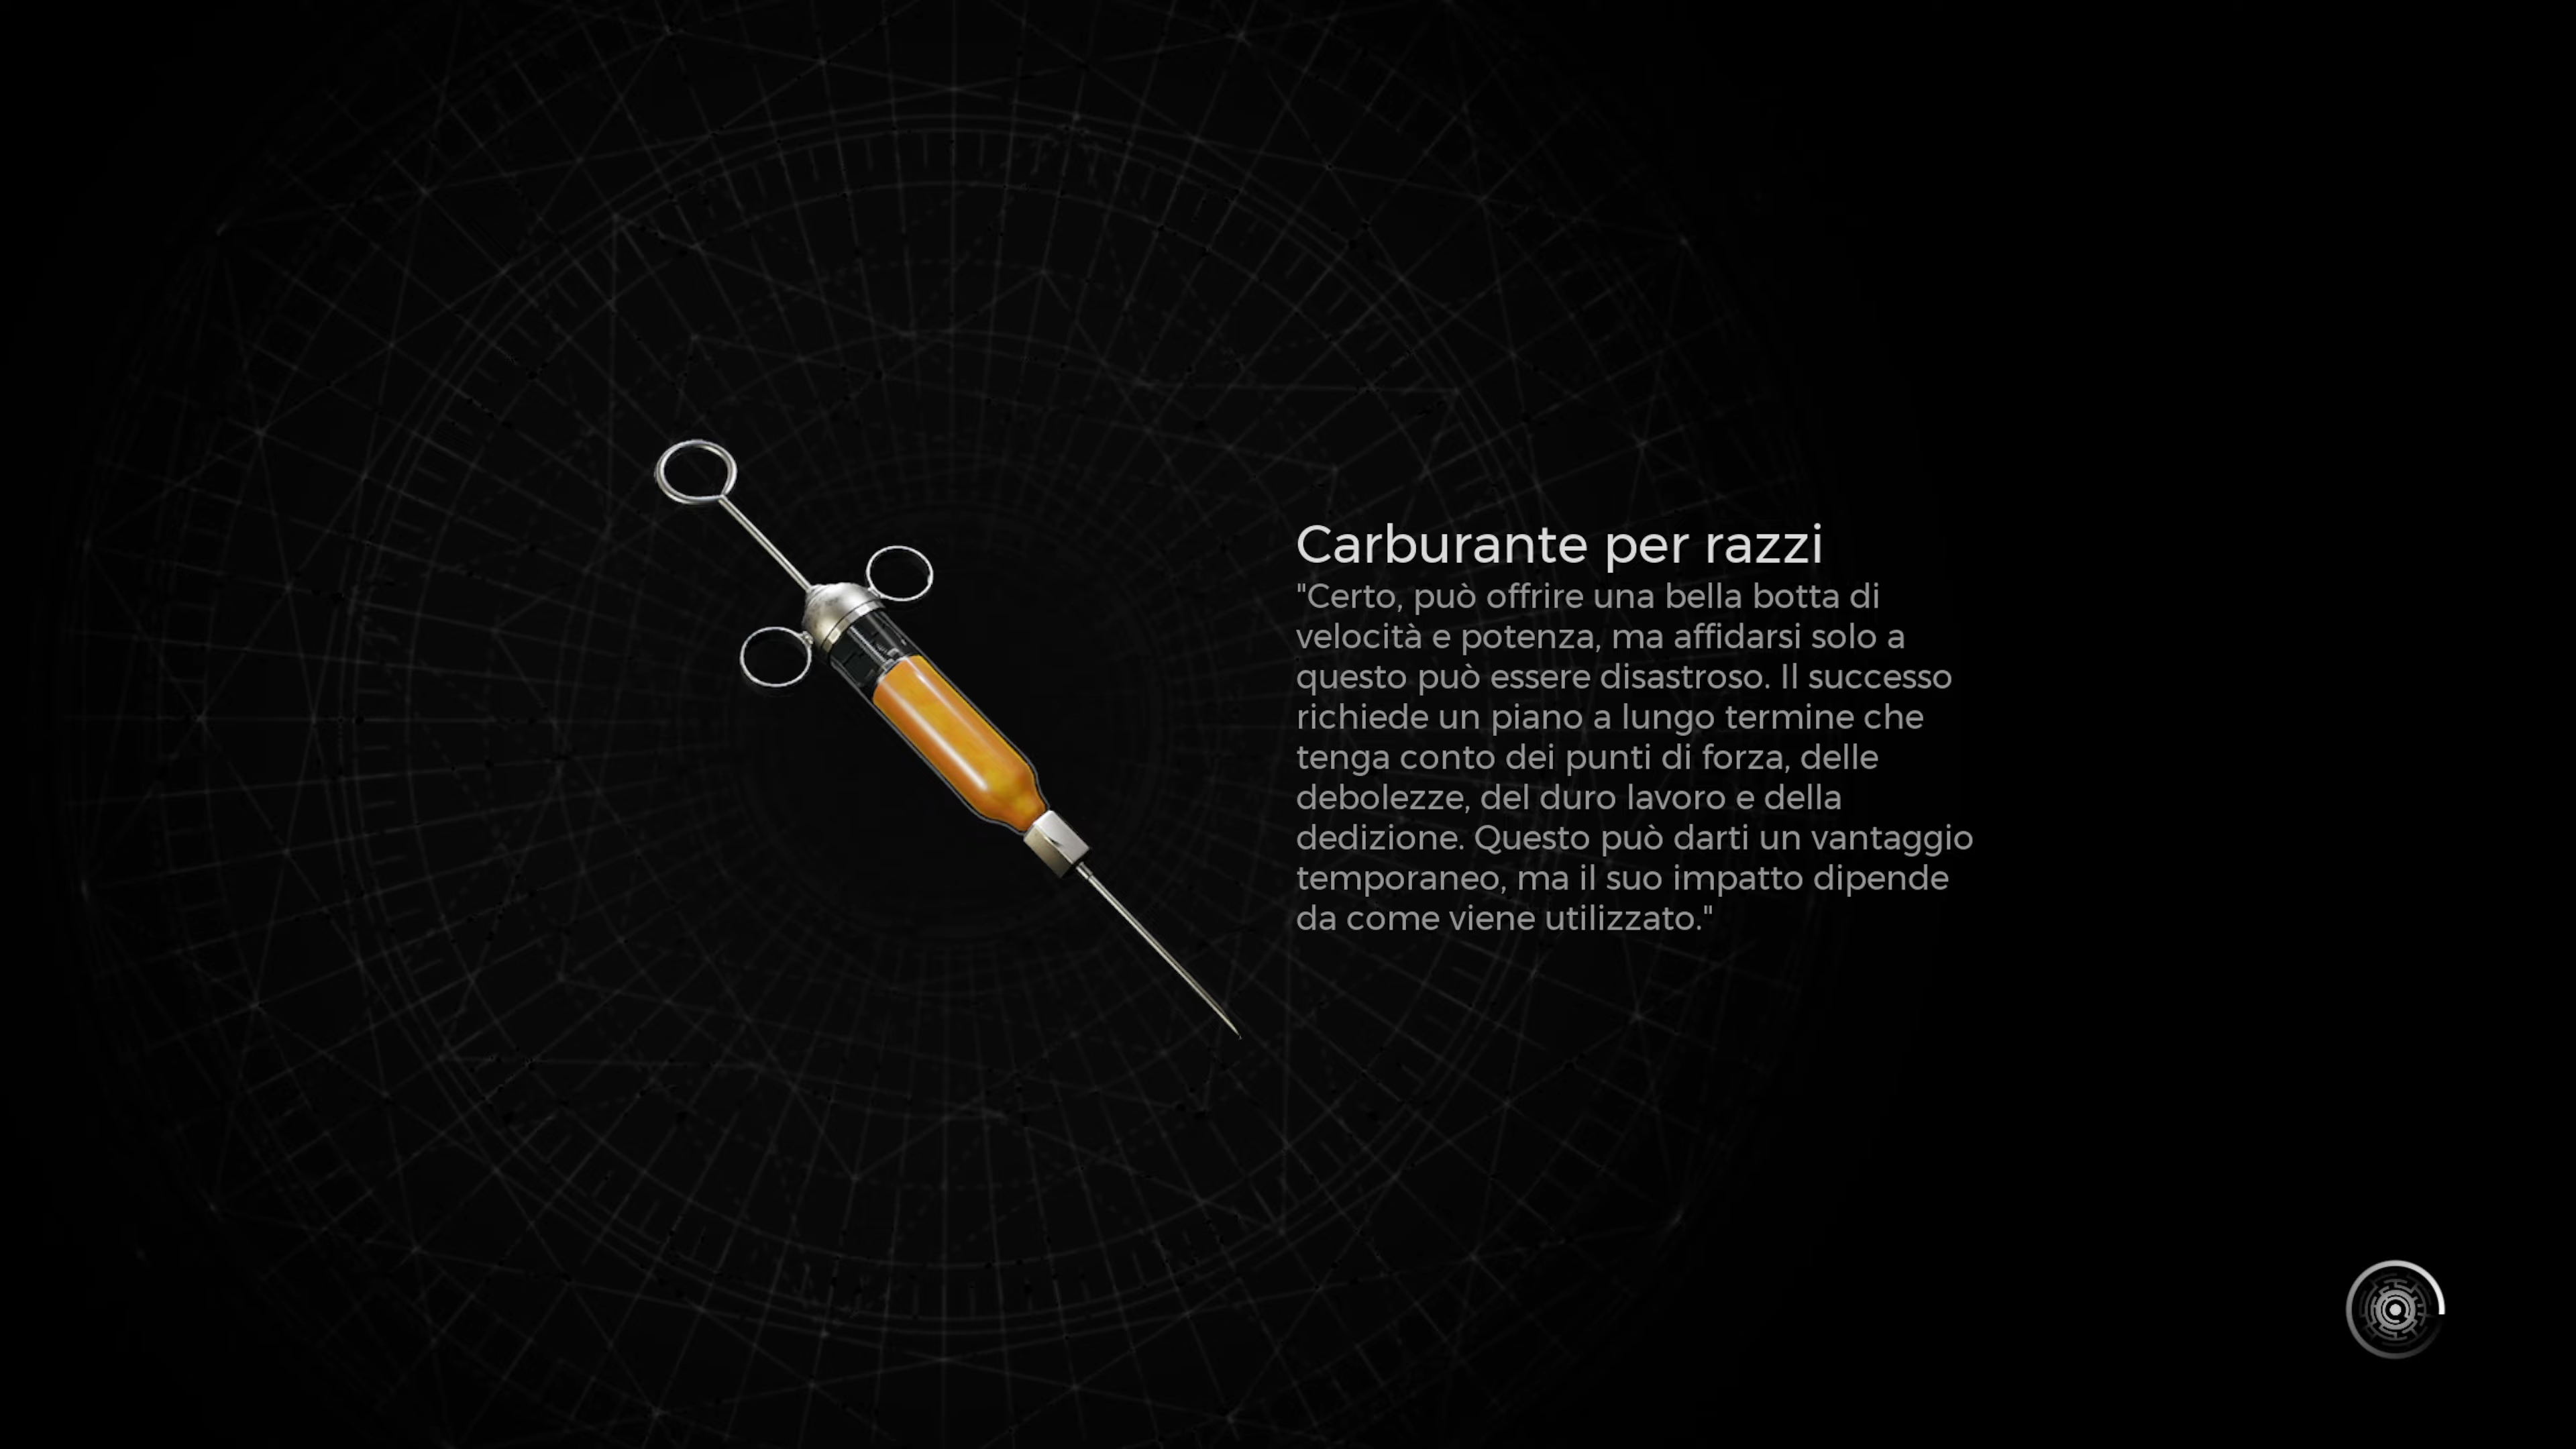 Carburante per razzi
"Certo, può offrire una bella botta di
velocità e potenza, ma affidarsi solo a
questo può essere disastroso. Il successo
richiede un piano a lungo termine che
tenga conto dei punti di forza, delle
debolezze, del duro lavoro e della
dedizione. Questo può darti un vantaggio
temporaneo, ma il suo impatto dipende
da come viene utilizzato."